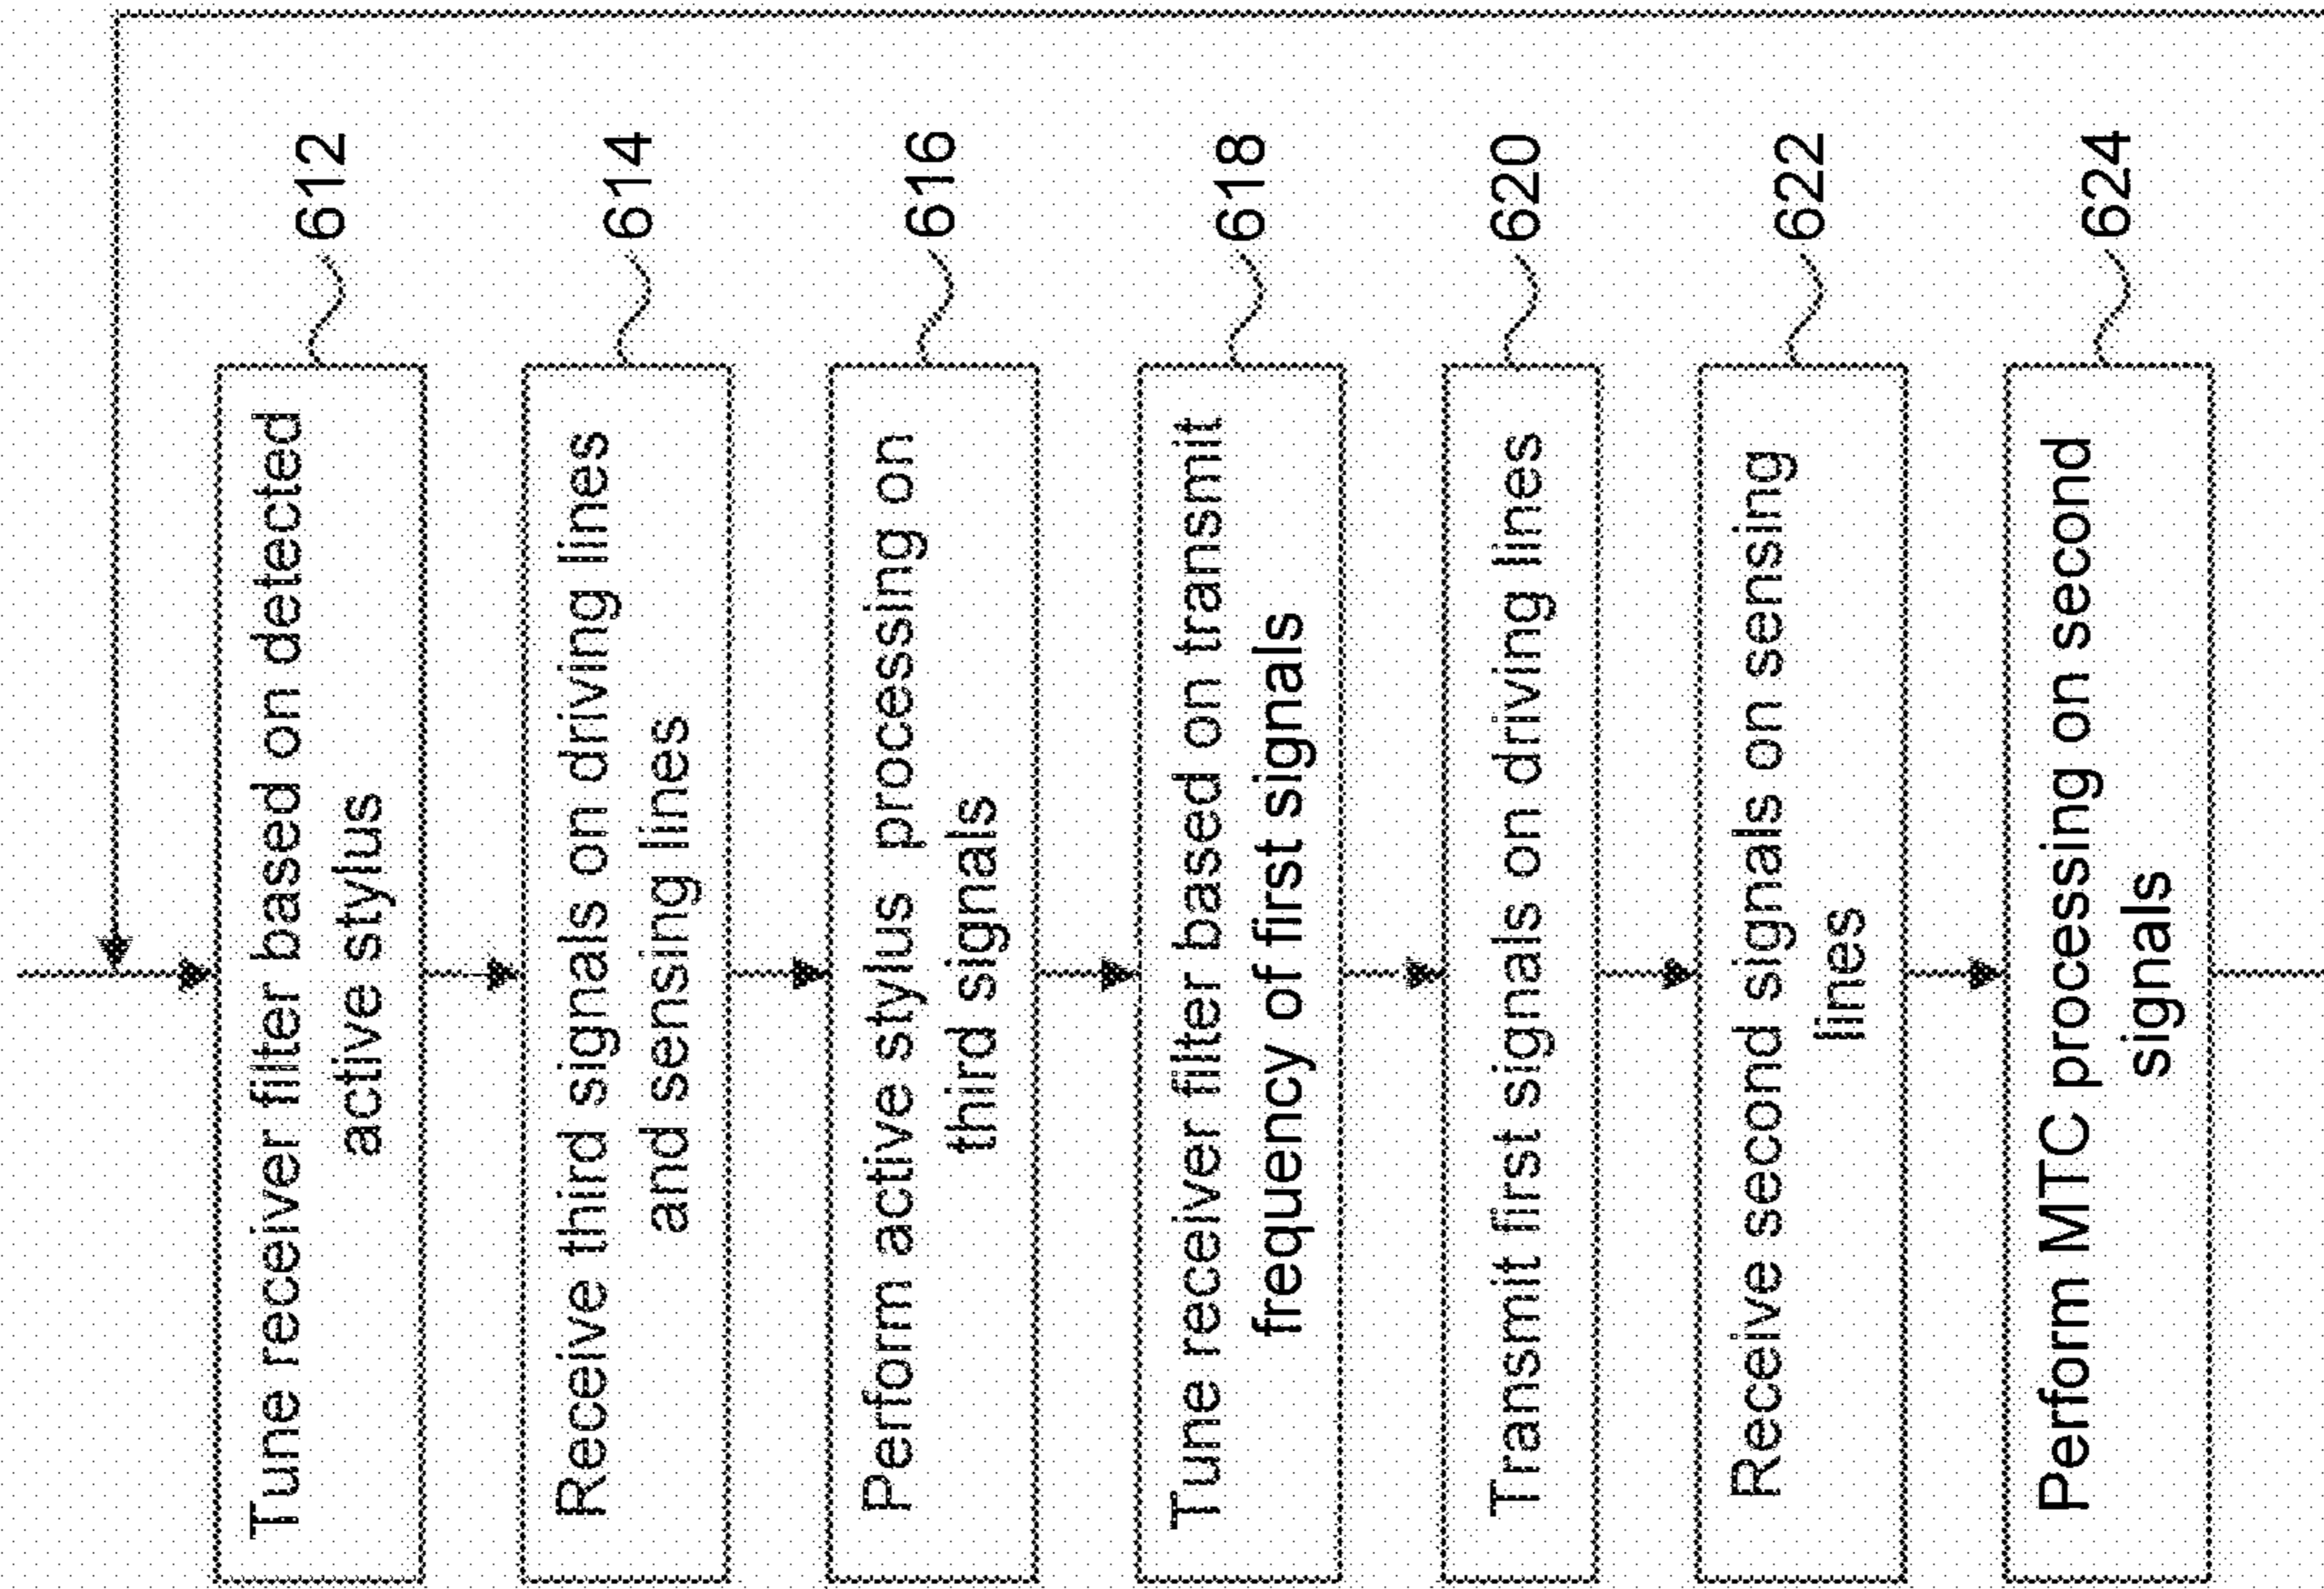 Tune receiver filter based on detected
active stylus
612
Receive third signals on driving lines
and sensing lines
614
Perform active stylus processing on
third signals
616
Tune receiver filter based on transmit
frequency of first signals
618
Transmit first signals on driving lines
620
Receive second signals on sensing
lines
622
Perform MTC processing on second
signals
624